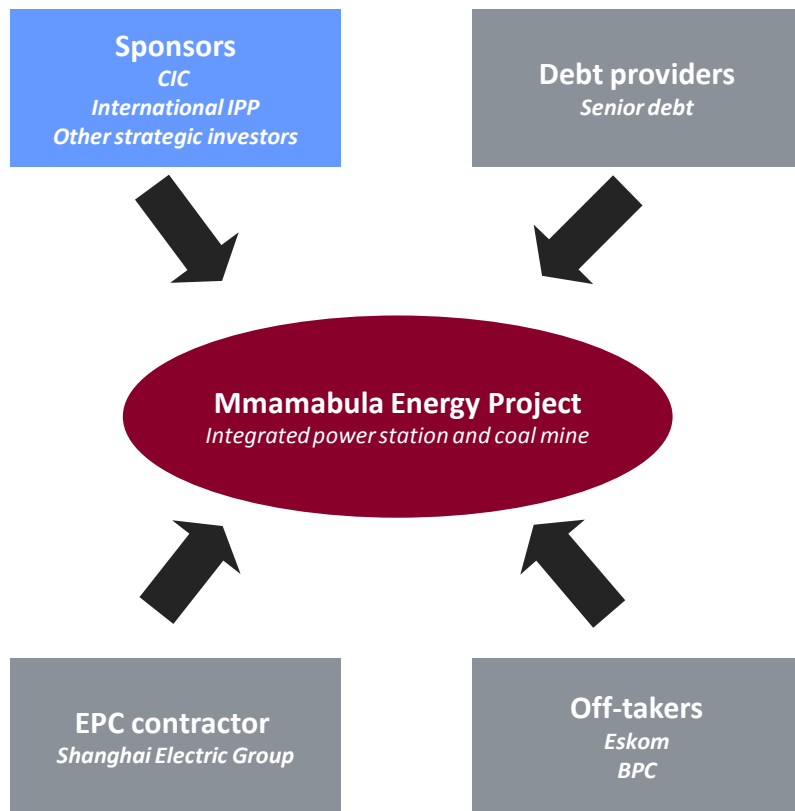 Sponsors
CIC
International IPP
Other strategic investors
Debt providers
Senior debt
Mmamabula Energy Project
Integrated power station and coal mine
EPC contractor
Shanghai Electric Group
Off-takers
Eskom
BPC